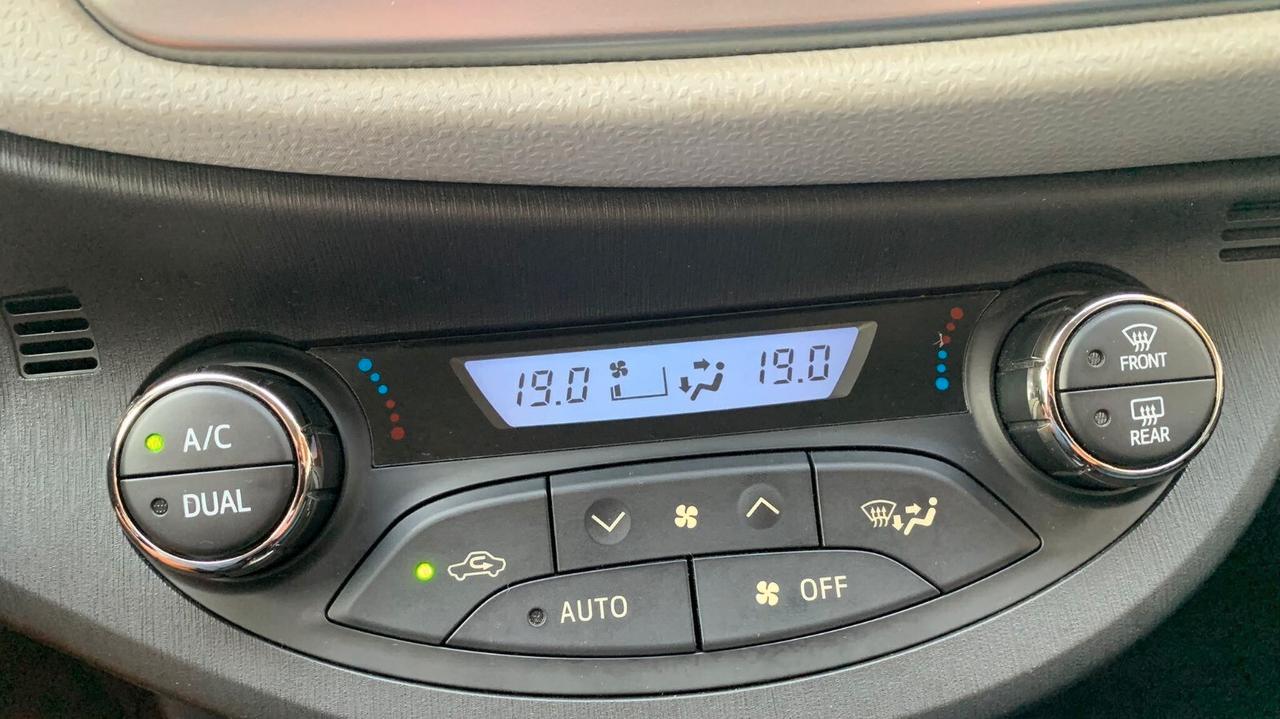 19.0 19.0
A/C
DUAL
FRONT
REAR
AUTO
OFF